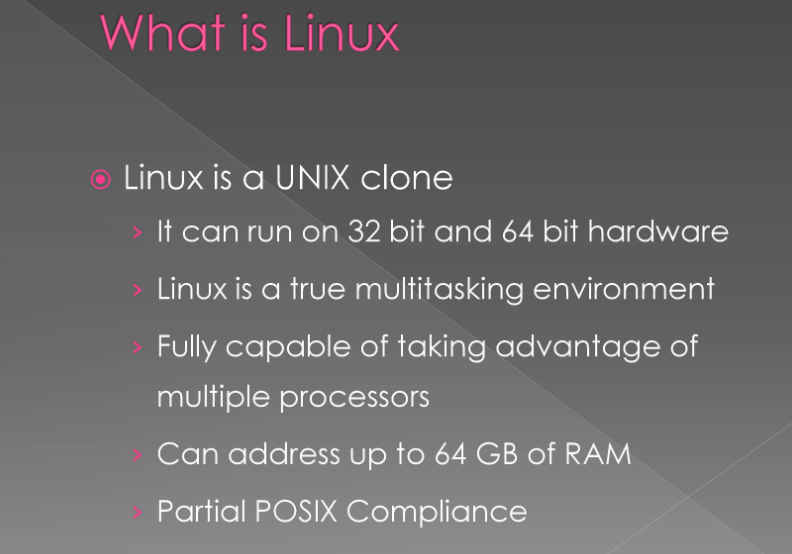 What is Linux
Linux is a UNIX clone
It can run on 32 bit and 64 bit hardware
Linux is a true multitasking environment
Fully capable of taking advantage of
multiple processors
Can address up to 64 GB of RAM
Partial POSIX Compliance